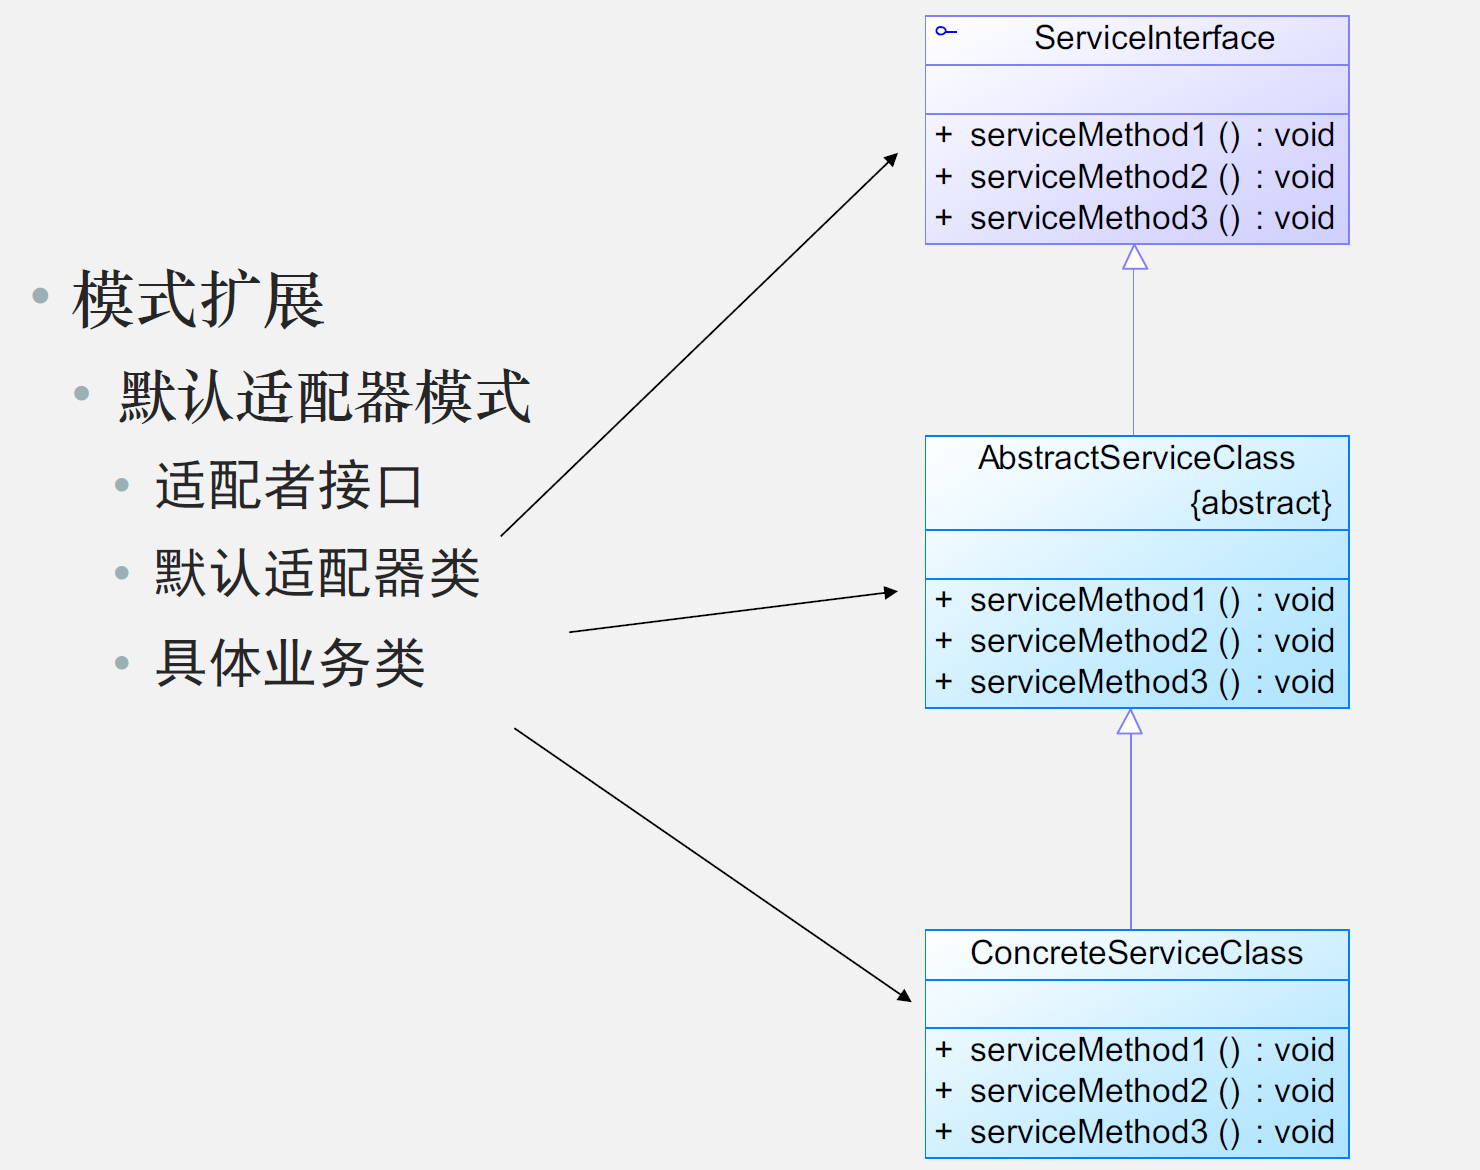 模式扩展
默认适配器模式
适配者接口
默认适配器类
具体业务类
ServiceInterface
+ serviceMethod1 () : void
+ serviceMethod2 () : void
+ serviceMethod3 () : void
AbstractServiceClass
{abstract}
+ serviceMethod1 () : void
+ serviceMethod2 () : void
+ serviceMethod3 () : void
ConcreteServiceClass
+ serviceMethod1 () : void
+ serviceMethod2 () : void
+ serviceMethod3 () : void